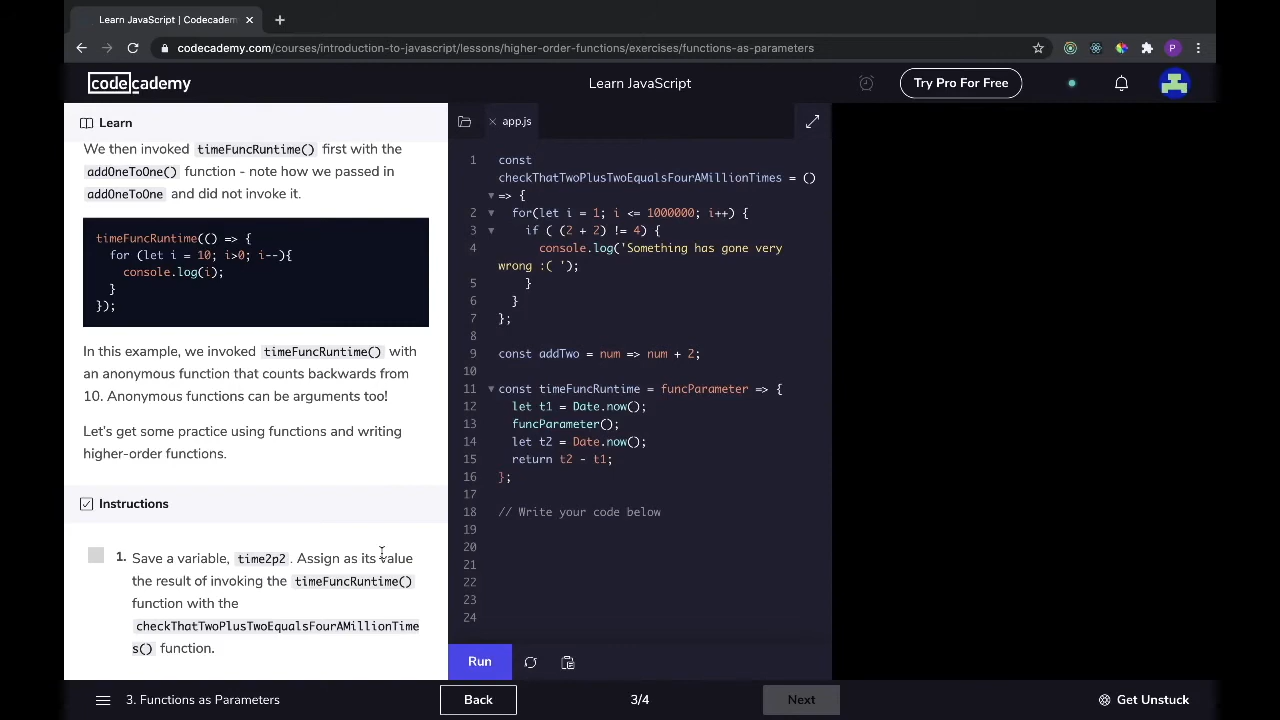 Learn JavaScript | Codecadem
codecademy.com/courses/introduction-to-javascript/lessons/higher-order-functions/exercises/functions-as-parameters
P
codecademy
Learn JavaScript
Try Pro For Free
Learn
We then invoked timeFuncRuntime() first with the
addOneToOne() function - note how we passed in
addOneToOne and did not invoke it.
timeFuncRuntime(() => {
for (let i = 10; i>0; i--){
console.log(i);
}
});
In this example, we invoked timeFuncRuntime() with
an anonymous function that counts backwards from
10. Anonymous functions can be arguments too!
Let's get some practice using functions and writing
higher-order functions.
Instructions
1. Save a variable, time2p2. Assign as its value
the result of invoking the timeFuncRuntime()
function with the
checkThatTwoPlusTwoEqualsFourAMillionTime
s() function.
app.js
1 const
checkThatTwoPlusTwoEqualsFourAMillionTimes = ()
=> {
2 for(let i = 1; i <= 1000000; i++) {
3 if ( (2 + 2) != 4) {
4 console.log('Something has gone very
wrong :( ');
5 }
6 }
7 };
8
9 const addTwo = num => num + 2;
10
11 const timeFuncRuntime = funcParameter => {
12 let t1 = Date.now();
13 funcParameter();
14 let t2 = Date.now();
15 return t2 - t1;
16 };
17
18 // Write your code below
19
20
21
22
23
24
Run
3. Functions as Parameters
Back
3/4
Next
Get Unstuck